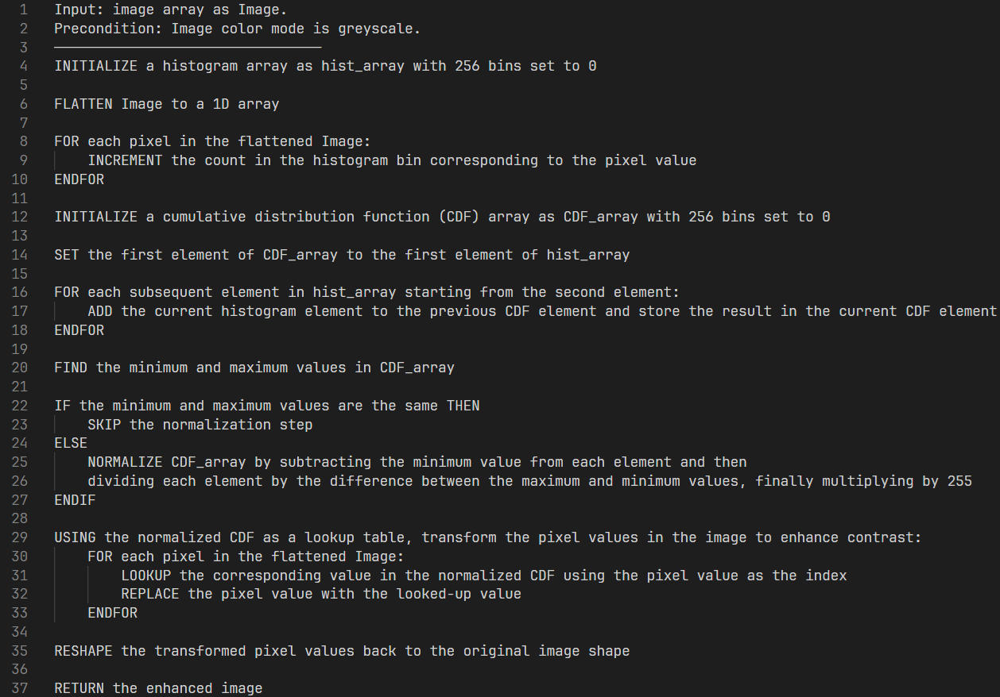 1 Input: image array as Image.
2 Precondition: Image color mode is greyscale.
3 ————————————————————————————————
4 INITIALIZE a histogram array as hist_array with 256 bins set to 0
5
6 FLATTEN Image to a 1D array
7
8 FOR each pixel in the flattened Image:
9     INCREMENT the count in the histogram bin corresponding to the pixel value
10 ENDFOR
11
12 INITIALIZE a cumulative distribution function (CDF) array as CDF_array with 256 bins set to 0
13
14 SET the first element of CDF_array to the first element of hist_array
15
16 FOR each subsequent element in hist_array starting from the second element:
17     ADD the current histogram element to the previous CDF element and store the result in the current CDF element
18 ENDFOR
19
20 FIND the minimum and maximum values in CDF_array
21
22 IF the minimum and maximum values are the same THEN
23     SKIP the normalization step
24 ELSE
25     NORMALIZE CDF_array by subtracting the minimum value from each element and then
26     dividing each element by the difference between the maximum and minimum values, finally multiplying by 255
27 ENDIF
28
29 USING the normalized CDF as a lookup table, transform the pixel values in the image to enhance contrast:
30     FOR each pixel in the flattened Image:
31         LOOKUP the corresponding value in the normalized CDF using the pixel value as the index
32         REPLACE the pixel value with the looked-up value
33     ENDFOR
34
35 RESHAPE the transformed pixel values back to the original image shape
36
37 RETURN the enhanced image